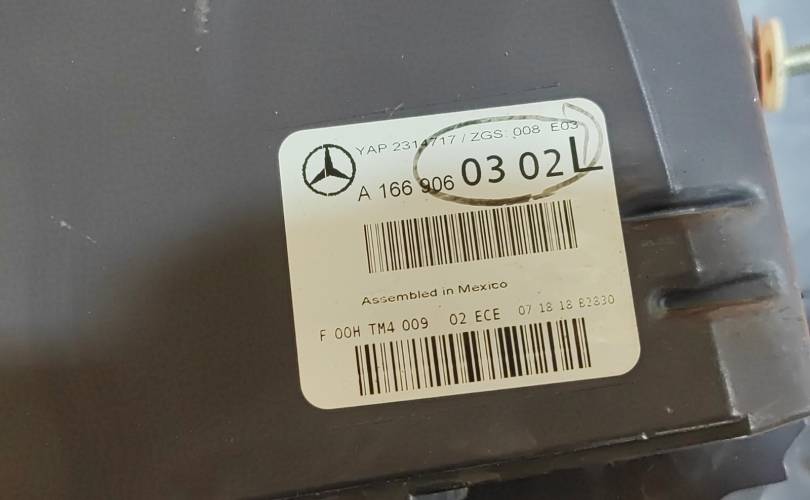 YAP 2314717 / ZGS: 008 E03
A 166 906 03 02 L
Assembled in Mexico
F 00H TM4 009 02 ECE 07 18 18 B2830